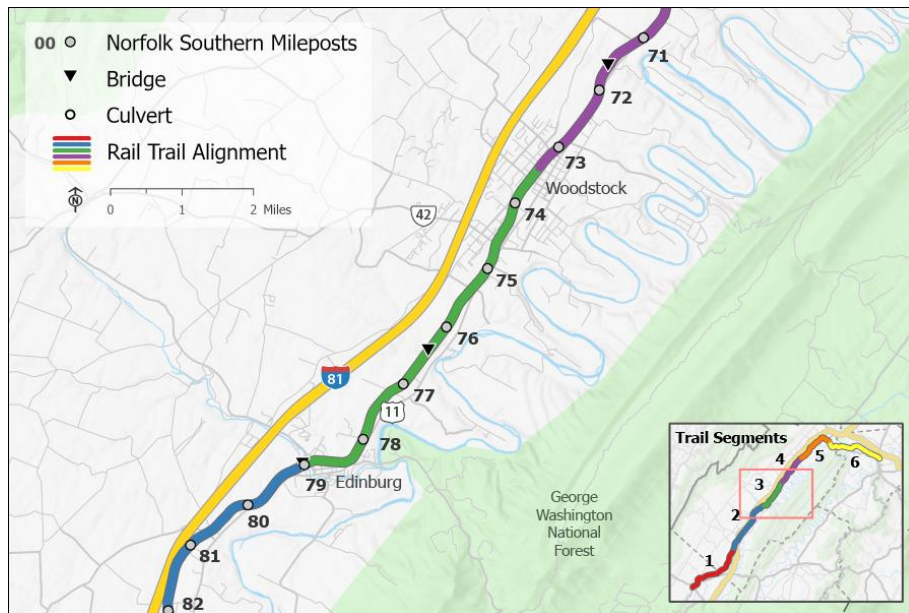 00 Norfolk Southern Mileposts
Bridge
Culvert
Rail Trail Alignment
0 1 2 Miles
71
72
73
Woodstock
74
42
75
76
77
81
11
78
79
Edinburg
80
81
82
George
Washington
National
Forest
Trail Segments
4
5
6
3
2
1